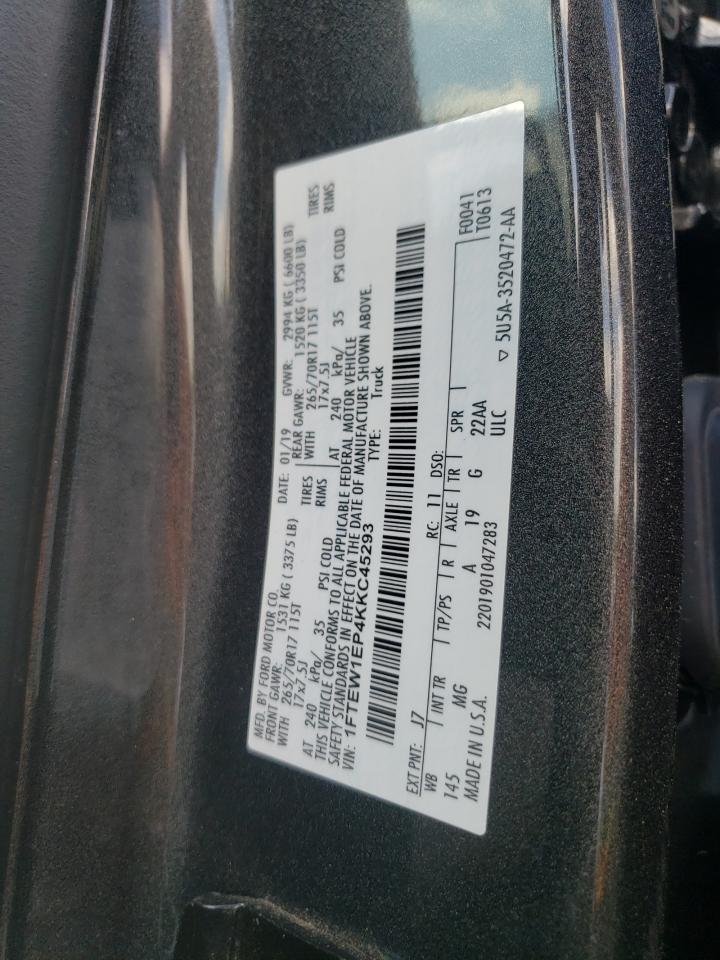 MFD. BY FORD MOTOR CO. DATE: 01/19 GVWR: 2994 KG ( 6600 LB)
FRONT GAWR: 1531 KG ( 3375 LB) REAR GAWR: 1520 KG ( 3350 LB)
WITH 265/70R17 115T TIRES WITH 265/70R17 115T TIRES
17x7.5J RIMS 17x7.5J RIMS
AT 240 kPa/ 35 PSI COLD AT 240 kPa/ 35 PSI COLD
THIS VEHICLE CONFORMS TO ALL APPLICABLE FEDERAL MOTOR VEHICLE
SAFETY STANDARDS IN EFFECT ON THE DATE OF MANUFACTURE SHOWN ABOVE.
VIN: 1FTEW1EP4KKC45293 TYPE: Truck
EXT PNT: J7 RC: 11 DSO: F0041
WB INT TR TP/PS R AXLE TR SPR T0613
145 MG A 19 G 22AA
MADE IN U.S.A. 2201901047283 ULC ▽ 5U5A-3520472-AA